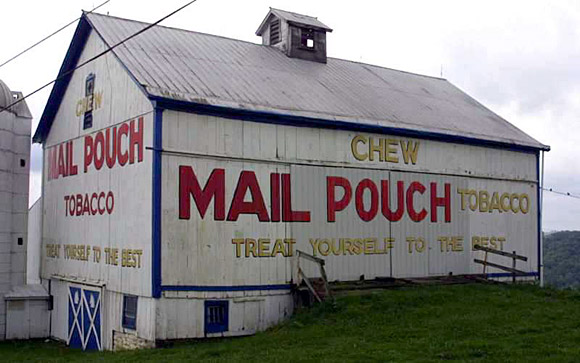 CHEW
MAIL POUCH
TOBACCO
TREAT YOURSELF TO THE BEST
CHEW
MAIL POUCH TOBACCO
TREAT YOURSELF TO THE BEST